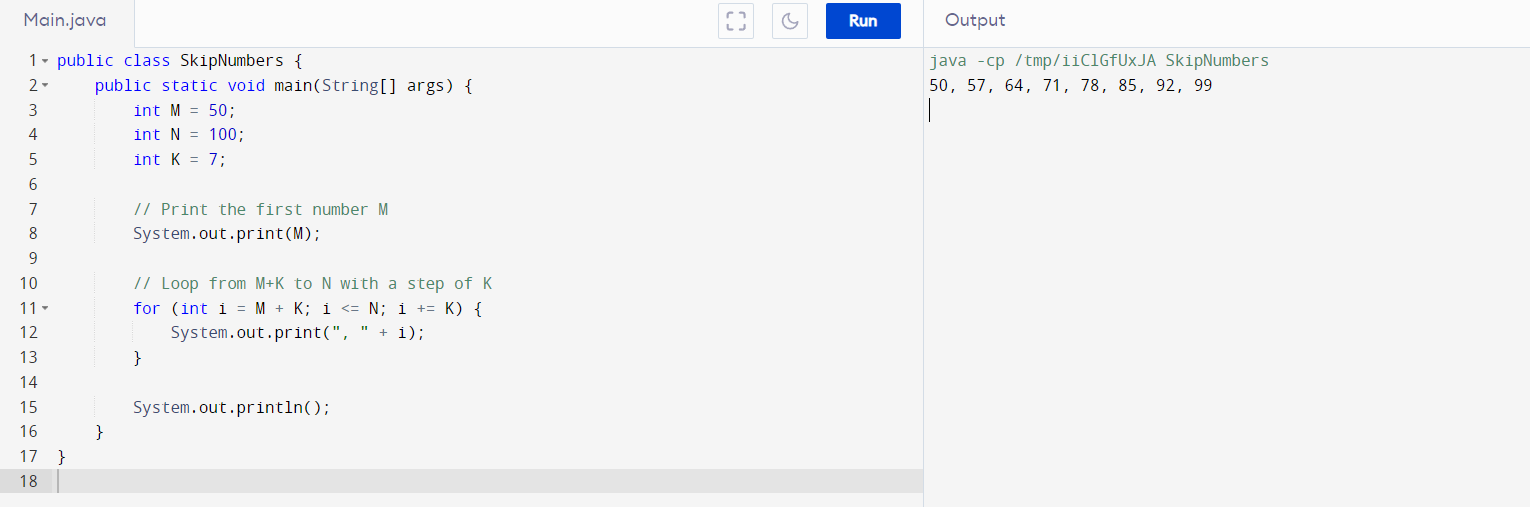 Main.java
Run
Output
1 public class SkipNumbers {
2 public static void main(String[] args) {
3 int M = 50;
4 int N = 100;
5 int K = 7;
6
7 // Print the first number M
8 System.out.print(M);
9
10 // Loop from M+K to N with a step of K
11 for (int i = M + K; i <= N; i += K) {
12 System.out.print(", " + i);
13 }
14
15 System.out.println();
16 }
17 }
18
java -cp /tmp/iiClGfUxJA SkipNumbers
50, 57, 64, 71, 78, 85, 92, 99